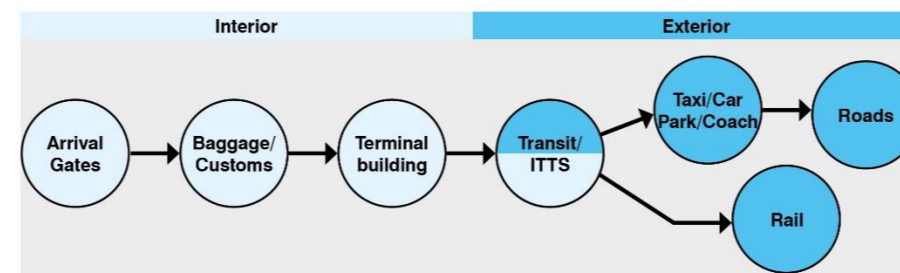 Interior
Exterior
Arrival
Gates
Baggage/
Customs
Terminal
building
Transit/
ITTS
Taxi/Car
Park/Coach
Roads
Rail